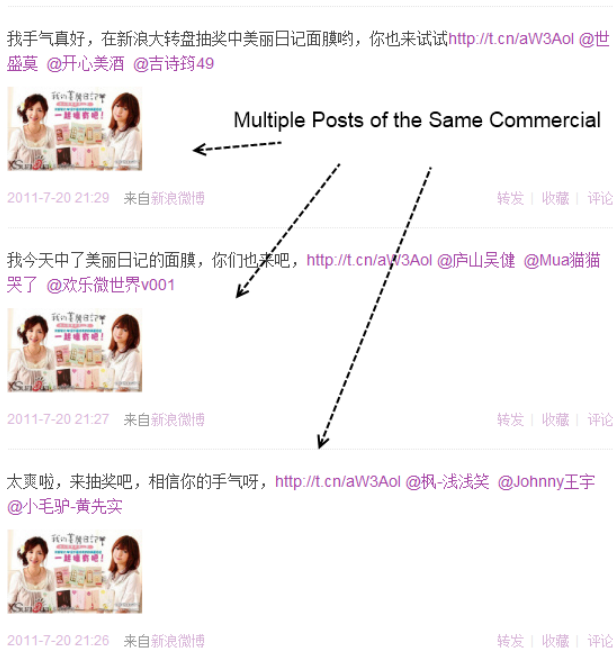 我手气真好，在新浪大转盘抽奖中美丽日记面膜哟，你也来试试http://t.cn/aW3Aol @世
盛莫 @开心美酒 @吉诗筠49
Multiple Posts of the Same Commercial
2011-7-20 21:29 来自新浪微博 转发 | 收藏 | 评论
我今天中了美丽日记的面膜，你们也来吧，http://t.cn/aW3Aol @庐山吴健 @Mua猫猫
哭了 @欢乐微世界v001
2011-7-20 21:27 来自新浪微博 转发 | 收藏 | 评论
太爽啦，来抽奖吧，相信你的手气呀，http://t.cn/aW3Aol @枫-浅浅笑 @Johnny王宇
@小毛驴-黄先实
2011-7-20 21:26 来自新浪微博 转发 | 收藏 | 评论